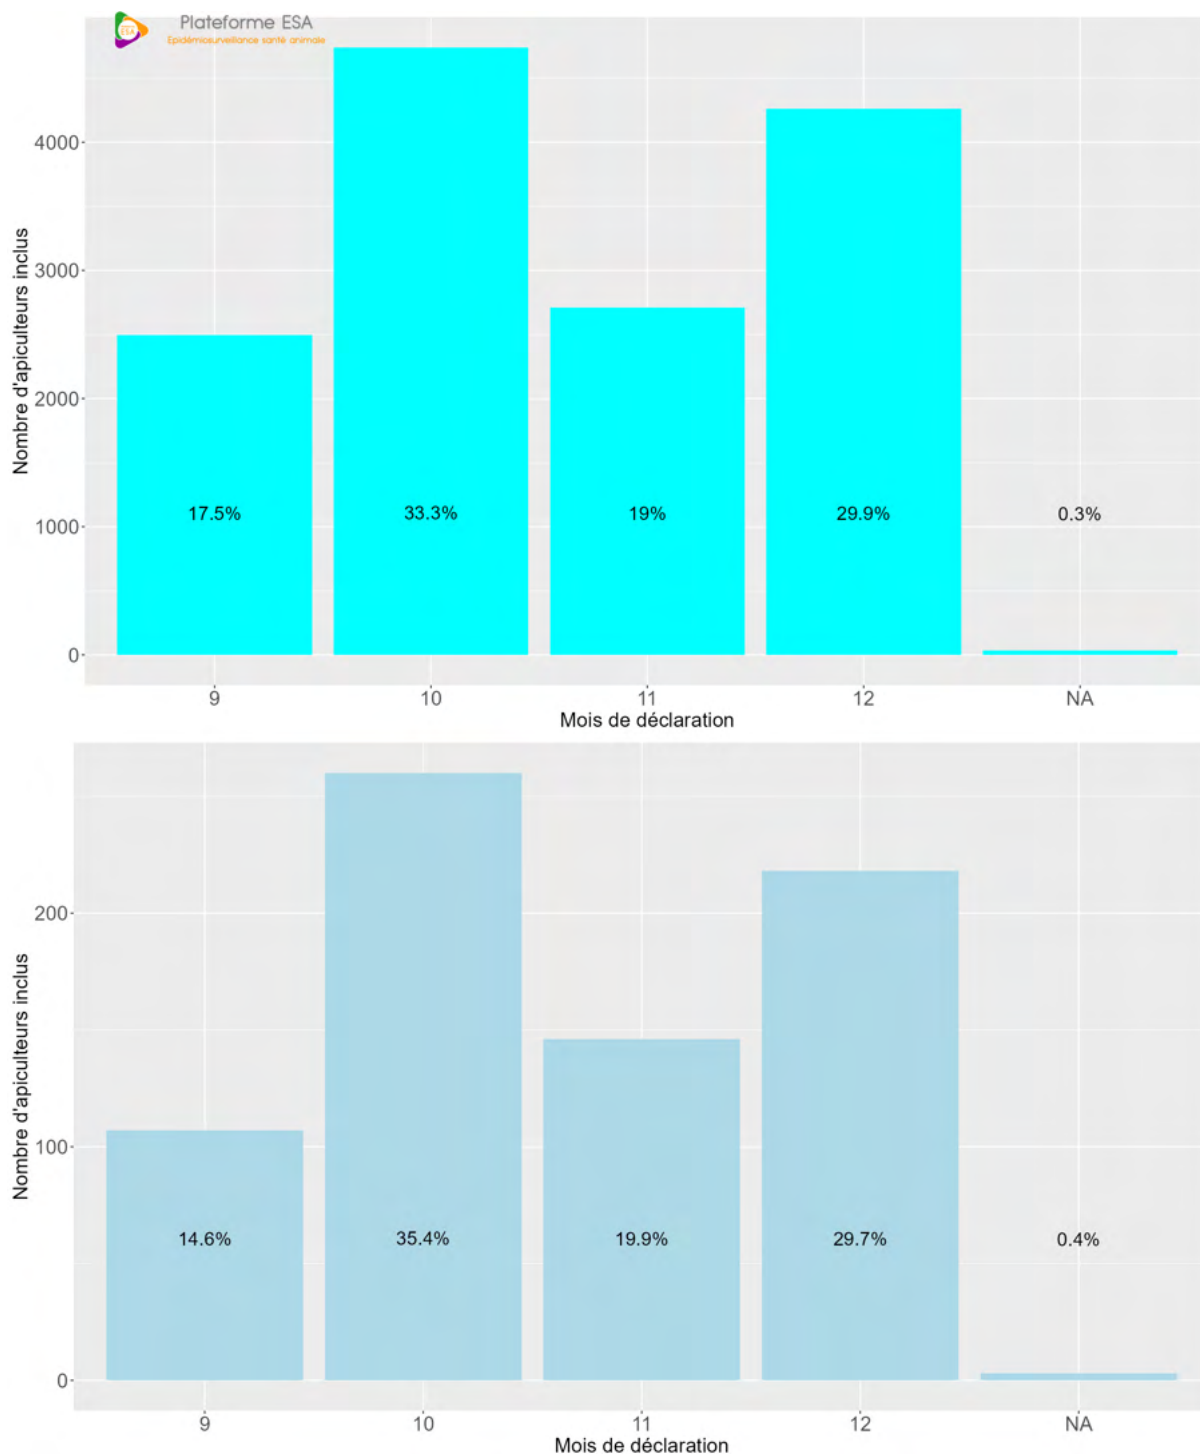 Plateforme ESA
Epidémiosurveillance santé animale
ESA
Nombre d'apiculteurs inclus
4000
3000
2000
1000
0
17.5%
33.3%
19%
29.9%
0.3%
9
10
11
12
NA
Mois de déclaration
Nombre d'apiculteurs inclus
200
100
0
14.6%
35.4%
19.9%
29.7%
0.4%
9
10
11
12
NA
Mois de déclaration